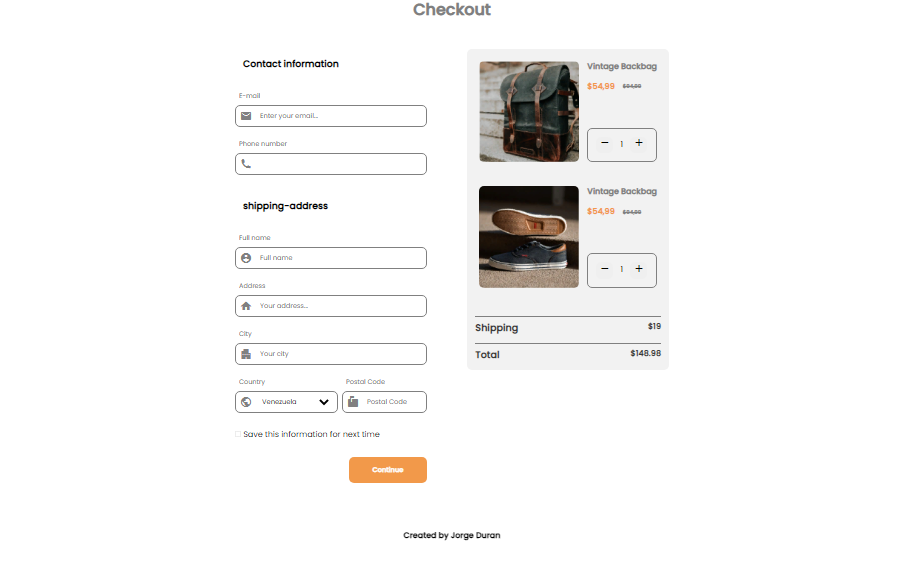 Checkout
Contact information
E-mail
Enter your email...
Phone number
shipping-address
Full name
Full name
Address
Your address...
City
Your city
Country
Postal Code
Venezuela
Postal Code
Save this information for next time
Continue
Vintage Backbag
$54,99 $94,99
1
Vintage Backbag
$54,99 $94,99
1
Shipping $19
Total $148.98
Created by Jorge Duran